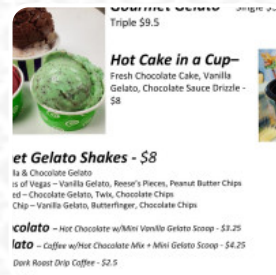 Gourmet Gelato Single $5
Triple $9.5
Hot Cake in a Cup–
Fresh Chocolate Cake, Vanilla
Gelato, Chocolate Sauce Drizzle -
$8
et Gelato Shakes - $8
la & Chocolate Gelato
s of Vegas – Vanilla Gelato, Reese's Pieces, Peanut Butter Chips
ed – Chocolate Gelato, Twix, Chocolate Chips
Chip – Vanilla Gelato, Butterfinger, Chocolate Chips
colato – Hot Chocolate w/Mini Vanilla Gelato Scoop - $3.25
lato – Coffee w/Hot Chocolate Mix + Mini Gelato Scoop - $4.25
Dark Roast Drip Coffee - $2.5